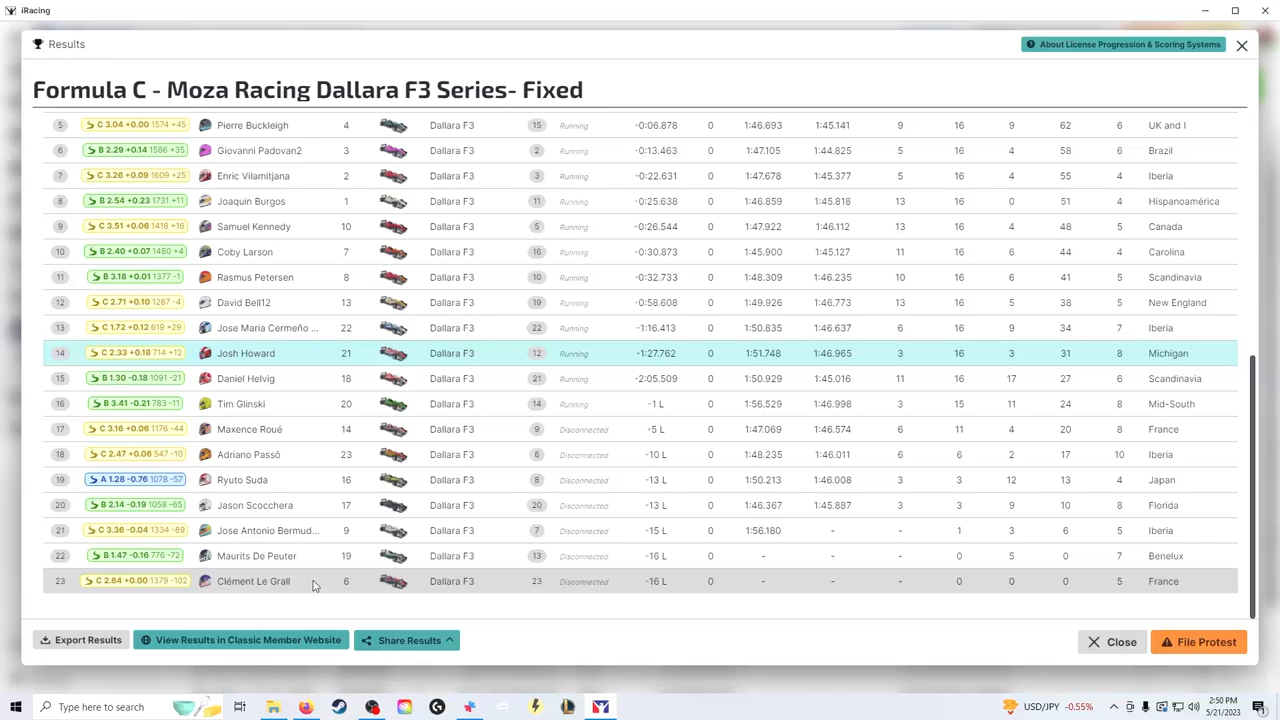 iRacing
Results
About License Progression & Scoring Systems
Formula C - Moza Racing Dallara F3 Series- Fixed
5 C 3.04 +0.00 1574 +45 Pierre Buckleigh 4 Dallara F3 15 Running -0:06.878 0 1:46.693 1:45.141 9 16 9 62 6 UK and I
6 B 2.29 +0.14 1586 +35 Giovanni Padovan2 3 Dallara F3 2 Running -0:13.463 0 1:47.105 1:44.825 5 16 4 58 6 Brazil
7 C 3.26 +0.09 1609 +25 Enric Vilamitjana 2 Dallara F3 3 Running -0:22.631 0 1:47.678 1:45.377 5 16 4 55 4 Iberia
8 B 2.54 +0.23 1731 +11 Joaquin Burgos 1 Dallara F3 11 Running -0:25.638 0 1:46.859 1:45.818 13 16 0 51 4 Hispanoamérica
9 C 3.51 +0.06 1418 +16 Samuel Kennedy 10 Dallara F3 5 Running -0:26.544 0 1:47.922 1:46.112 13 16 4 48 5 Canada
10 B 2.40 +0.07 1480 +4 Coby Larson 7 Dallara F3 16 Running -0:30.873 0 1:45.900 1:45.127 11 16 6 44 4 Carolina
11 B 3.18 +0.01 1377 -1 Rasmus Petersen 8 Dallara F3 10 Running -0:32.733 0 1:48.309 1:46.235 10 16 6 41 5 Scandinavia
12 C 2.71 +0.10 1287 -4 David Bell12 13 Dallara F3 19 Running -0:58.608 0 1:49.926 1:46.773 13 16 5 38 5 New England
13 C 1.72 +0.12 619 +29 Jose Maria Cermeño ... 22 Dallara F3 22 Running -1:16.413 0 1:50.835 1:46.637 6 16 9 34 7 Iberia
14 C 2.33 +0.18 714 +12 Josh Howard 21 Dallara F3 12 Running -1:27.762 0 1:51.748 1:46.965 3 16 3 31 8 Michigan
15 B 1.30 -0.18 1091 -21 Daniel Helvig 18 Dallara F3 21 Running -2:05.509 0 1:50.929 1:45.016 11 16 17 27 6 Scandinavia
16 B 3.41 -0.21 783 -11 Tim Glinski 20 Dallara F3 14 Running -1 L 0 1:56.529 1:46.998 3 15 11 24 8 Mid-South
17 C 3.16 +0.06 1176 -44 Maxence Roué 14 Dallara F3 9 Disconnected -5 L 0 1:47.069 1:46.574 6 11 4 20 8 France
18 C 2.47 +0.06 547 -10 Adriano Passô 23 Dallara F3 6 Disconnected -10 L 0 1:48.235 1:46.011 6 6 2 17 10 Iberia
19 A 1.28 -0.76 1078 -57 Ryuto Suda 16 Dallara F3 8 Disconnected -13 L 0 1:50.213 1:46.008 3 3 12 13 4 Japan
20 B 2.14 -0.19 1058 -65 Jason Scocchera 17 Dallara F3 20 Disconnected -13 L 0 1:46.367 1:45.887 3 3 9 10 8 Florida
21 C 3.36 -0.04 1334 -89 Jose Antonio Bermud... 9 Dallara F3 7 Disconnected -15 L 0 1:56.180 - - 1 3 6 5 Iberia
22 B 1.47 -0.16 776 -72 Maurits De Peuter 19 Dallara F3 13 Disconnected -16 L 0 - - 0 5 0 7 Benelux
23 C 2.64 +0.00 1379 -102 Clément Le Grall 6 Dallara F3 23 Disconnected -16 L 0 - - 0 0 0 5 France
Export Results
View Results in Classic Member Website
Share Results
Close
File Protest
Type here to search
USD/JPY -0.55%
2:50 PM
5/21/2023